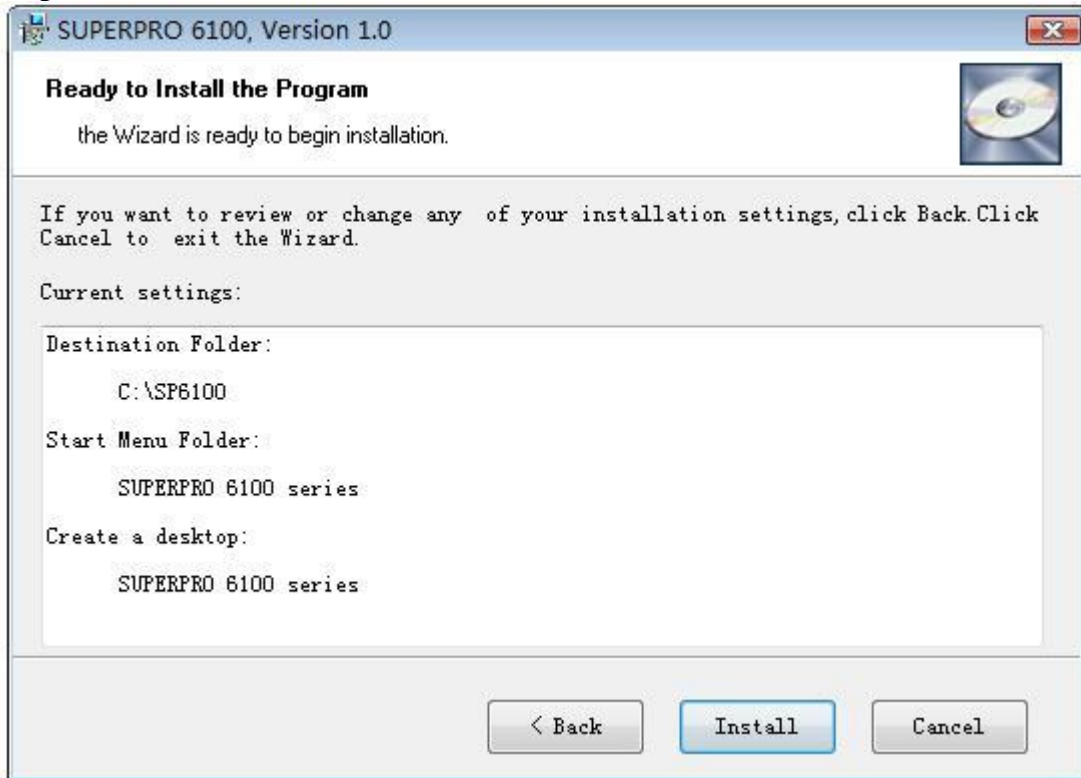 SUPERPRO 6100, Version 1.0
Ready to Install the Program
the Wizard is ready to begin installation.
If you want to review or change any  of your installation settings,click Back.Click
Cancel to  exit the Wizard.
Current settings:
Destination Folder:
C:\SP6100
Start Menu Folder:
SUPERPRO 6100 series
Create a desktop:
SUPERPRO 6100 series
< Back
Install
Cancel